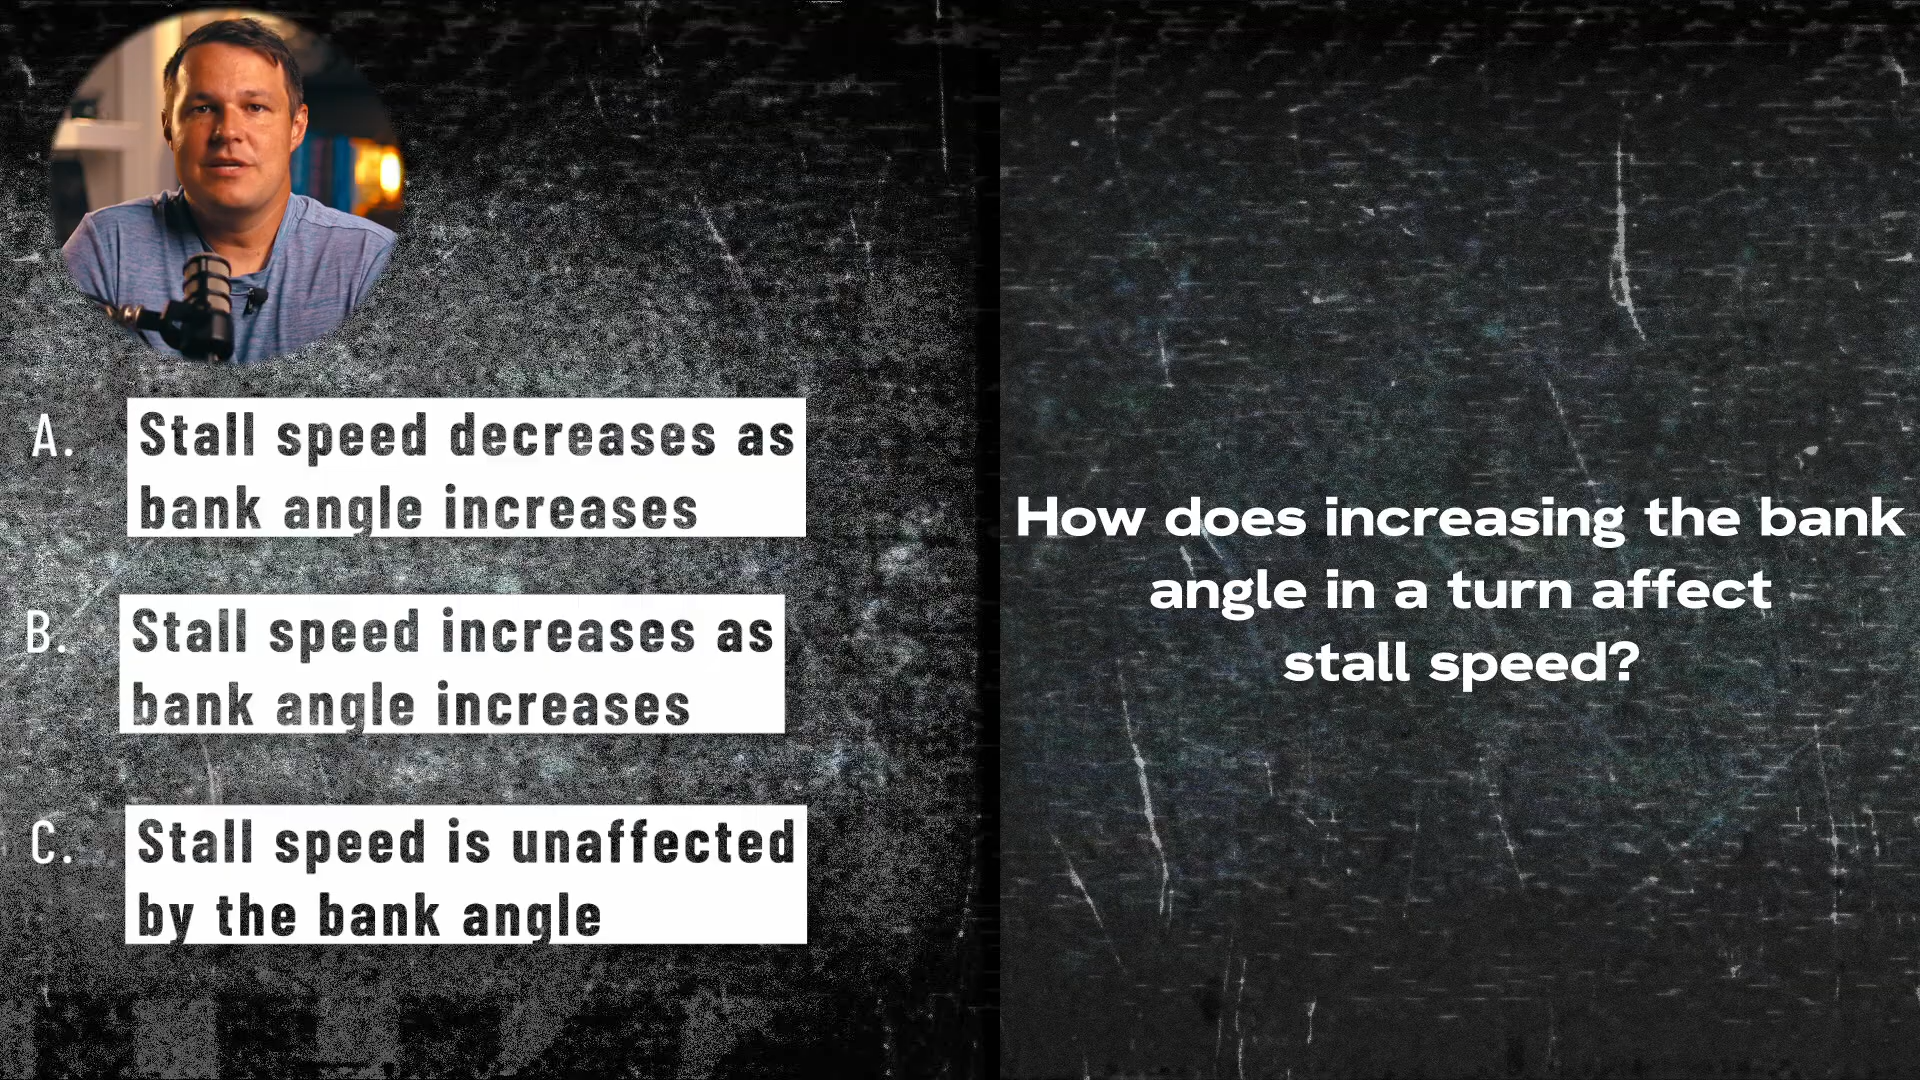 A. Stall speed decreases as
bank angle increases
B. Stall speed increases as
bank angle increases
C. Stall speed is unaffected
by the bank angle
How does increasing the bank
angle in a turn affect
stall speed?